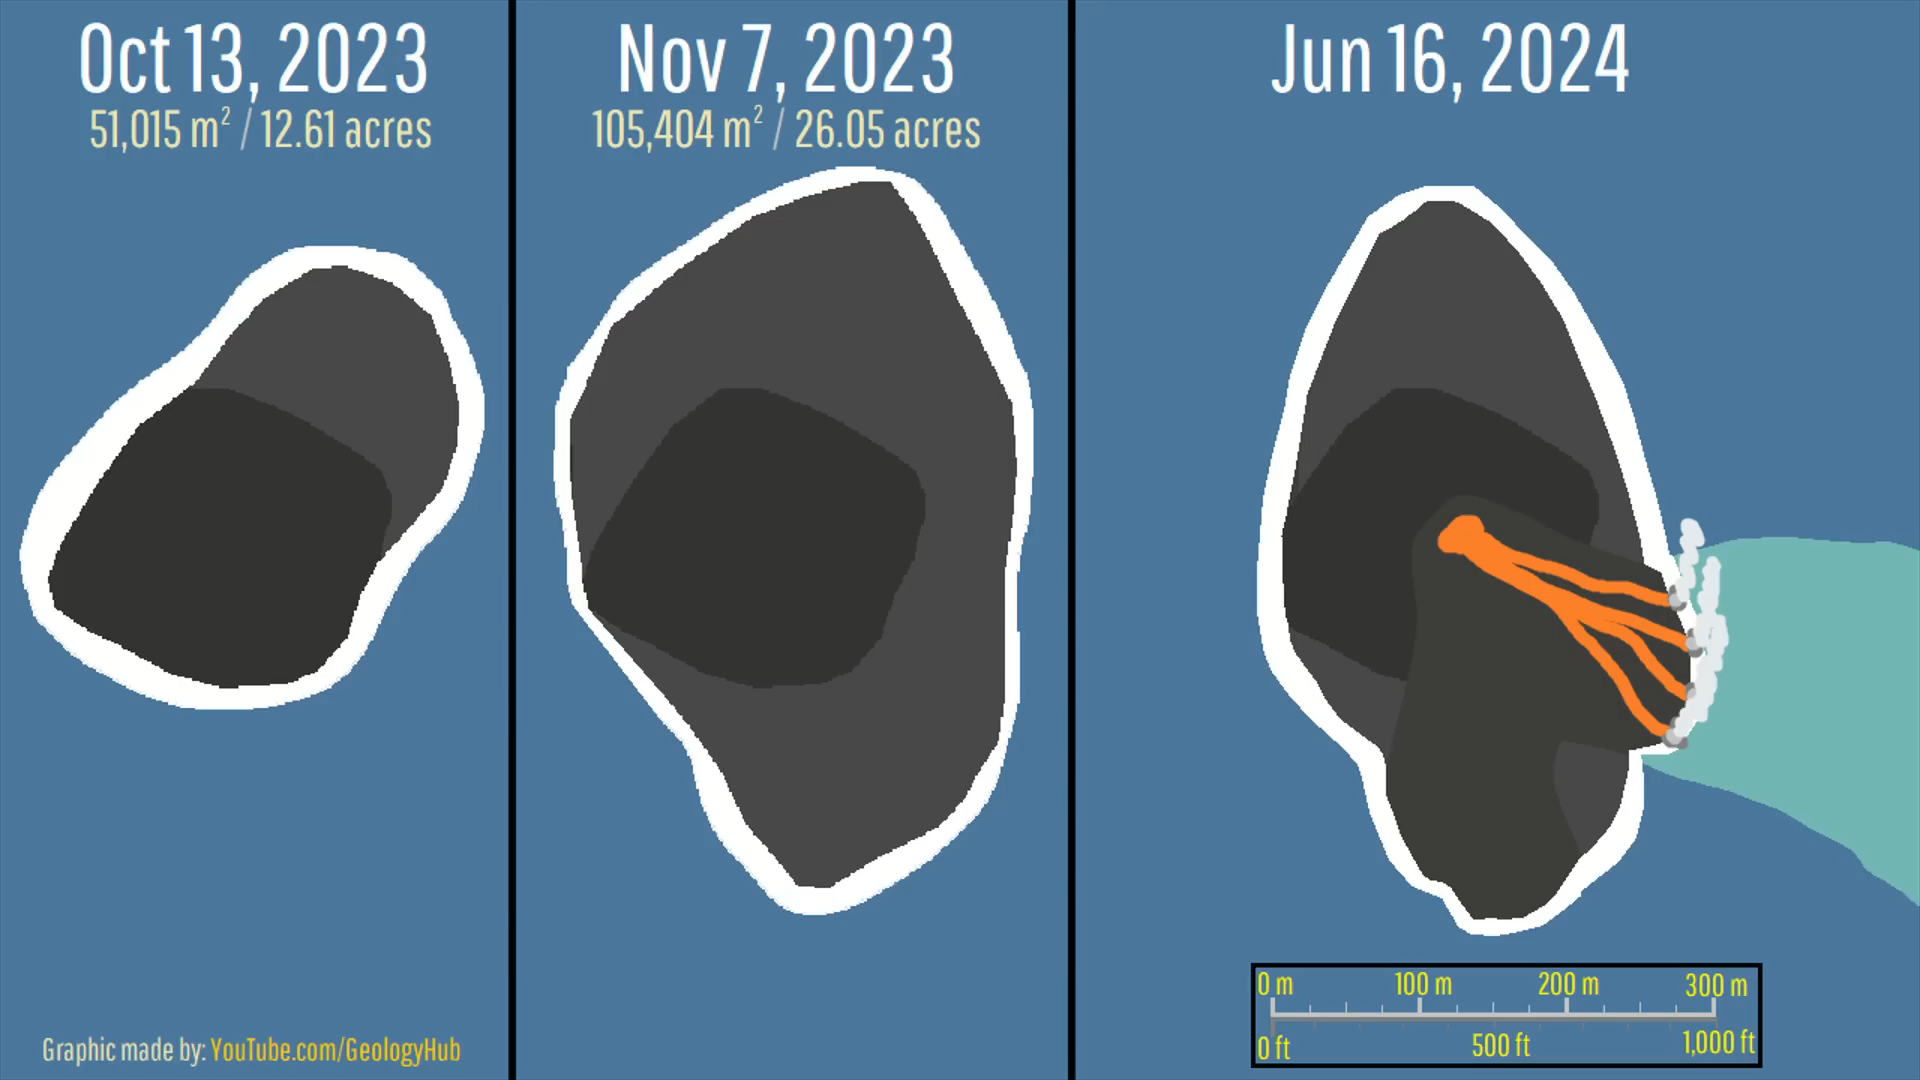 Oct 13, 2023
51,015 m² / 12.61 acres
Nov 7, 2023
105,404 m² / 26.05 acres
Jun 16, 2024
0 m 100 m 200 m 300 m
0 ft 500 ft 1,000 ft
Graphic made by: YouTube.com/GeologyHub